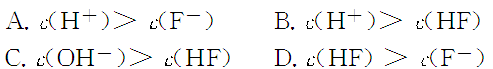 A. c(H⁺)> c(F⁻) B. c(H⁺)> c(HF)
C. c(OH⁻)> c(HF) D. c(HF) > c(F⁻)